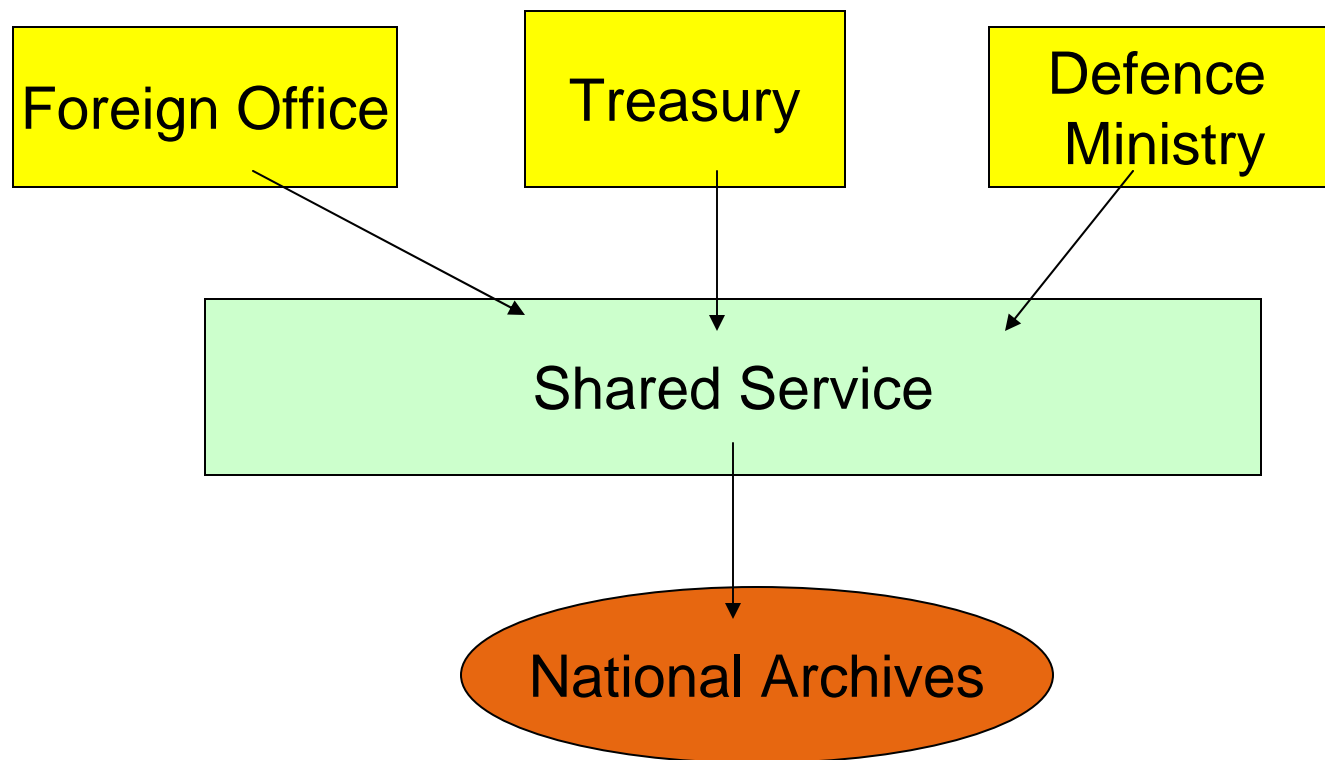 Foreign Office
Treasury
Defence
Ministry
Shared Service
National Archives